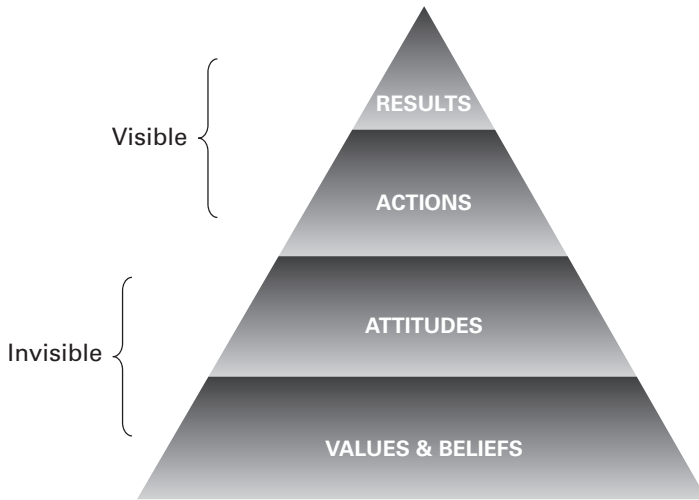 RESULTS
Visible
ACTIONS
ATTITUDES
Invisible
VALUES & BELIEFS